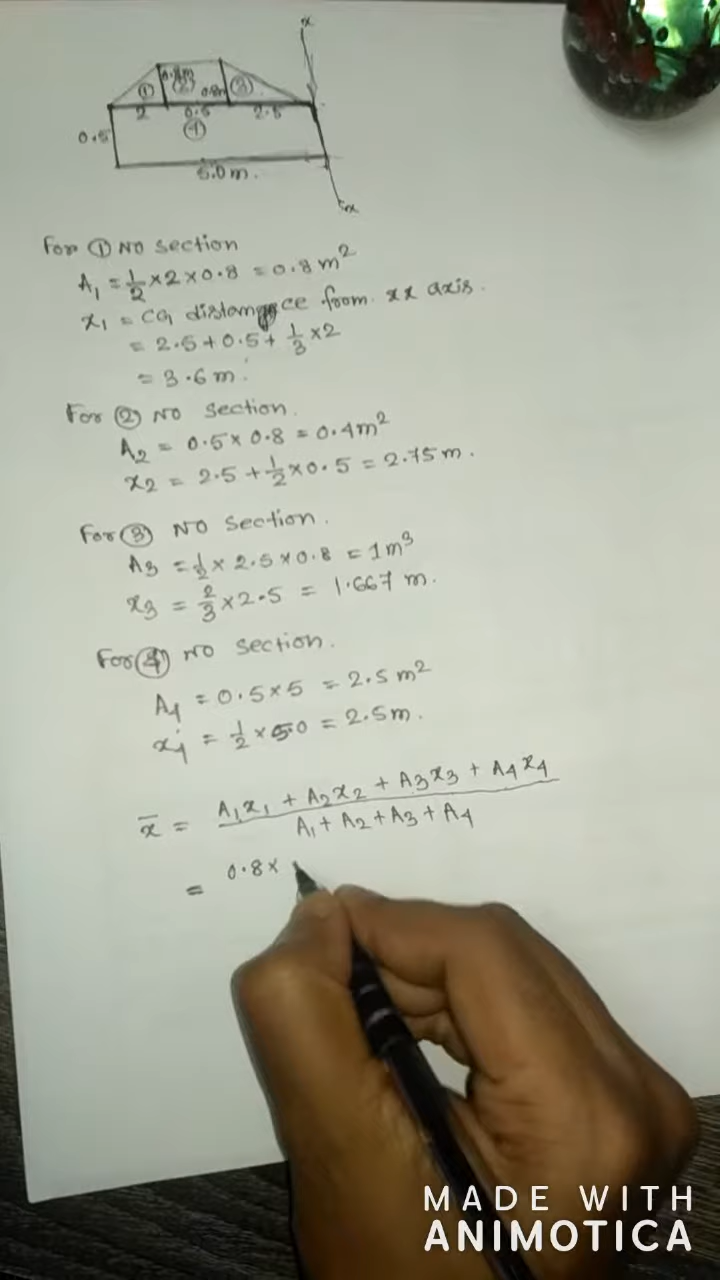 x
0.8m
① ② 0.8m ③
2 0.5 2.5
0.5 ④
5.0 m.
x
For ① NO section
A₁ = 1/2 × 2 × 0.8 = 0.8 m²
x₁ = CG distance from xx axis.
= 2.5 + 0.5 + 1/3 × 2
= 3.6 m.
For ② NO section.
A₂ = 0.5 × 0.8 = 0.4 m²
x₂ = 2.5 + 1/2 × 0.5 = 2.75 m.
For ③ NO section.
A₃ = 1/2 × 2.5 × 0.8 = 1 m³
x₃ = 2/3 × 2.5 = 1.667 m.
For ④ NO section.
A₄ = 0.5 × 5 = 2.5 m²
x₄ = 1/2 × 5.0 = 2.5 m.
x̄ = (A₁x₁ + A₂x₂ + A₃x₃ + A₄x₄) / (A₁ + A₂ + A₃ + A₄)
= 0.8 ×
MADE WITH
ANIMOTICA